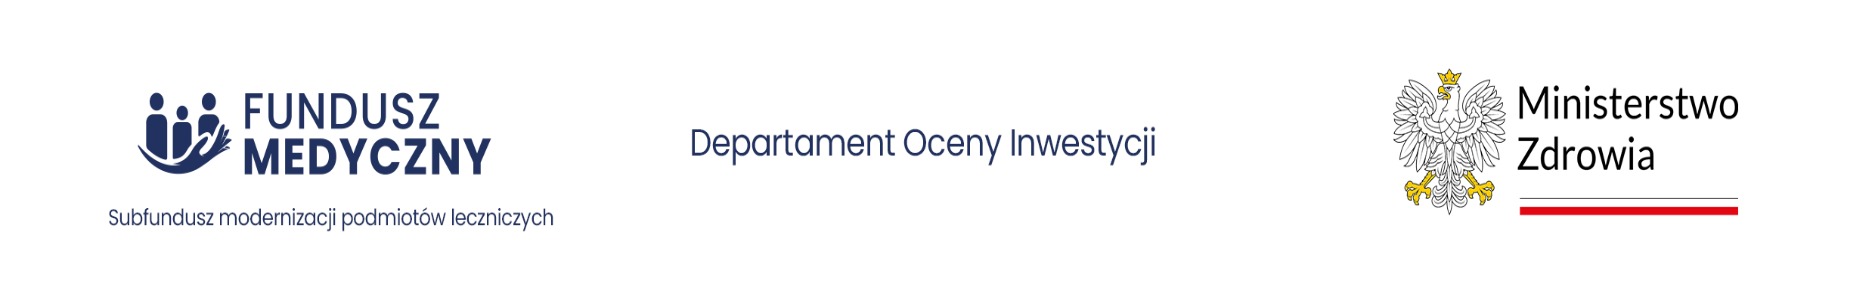 FUNDUSZ
MEDYCZNY
Subfundusz modernizacji podmiotów leczniczych
Departament Oceny Inwestycji
Ministerstwo
Zdrowia